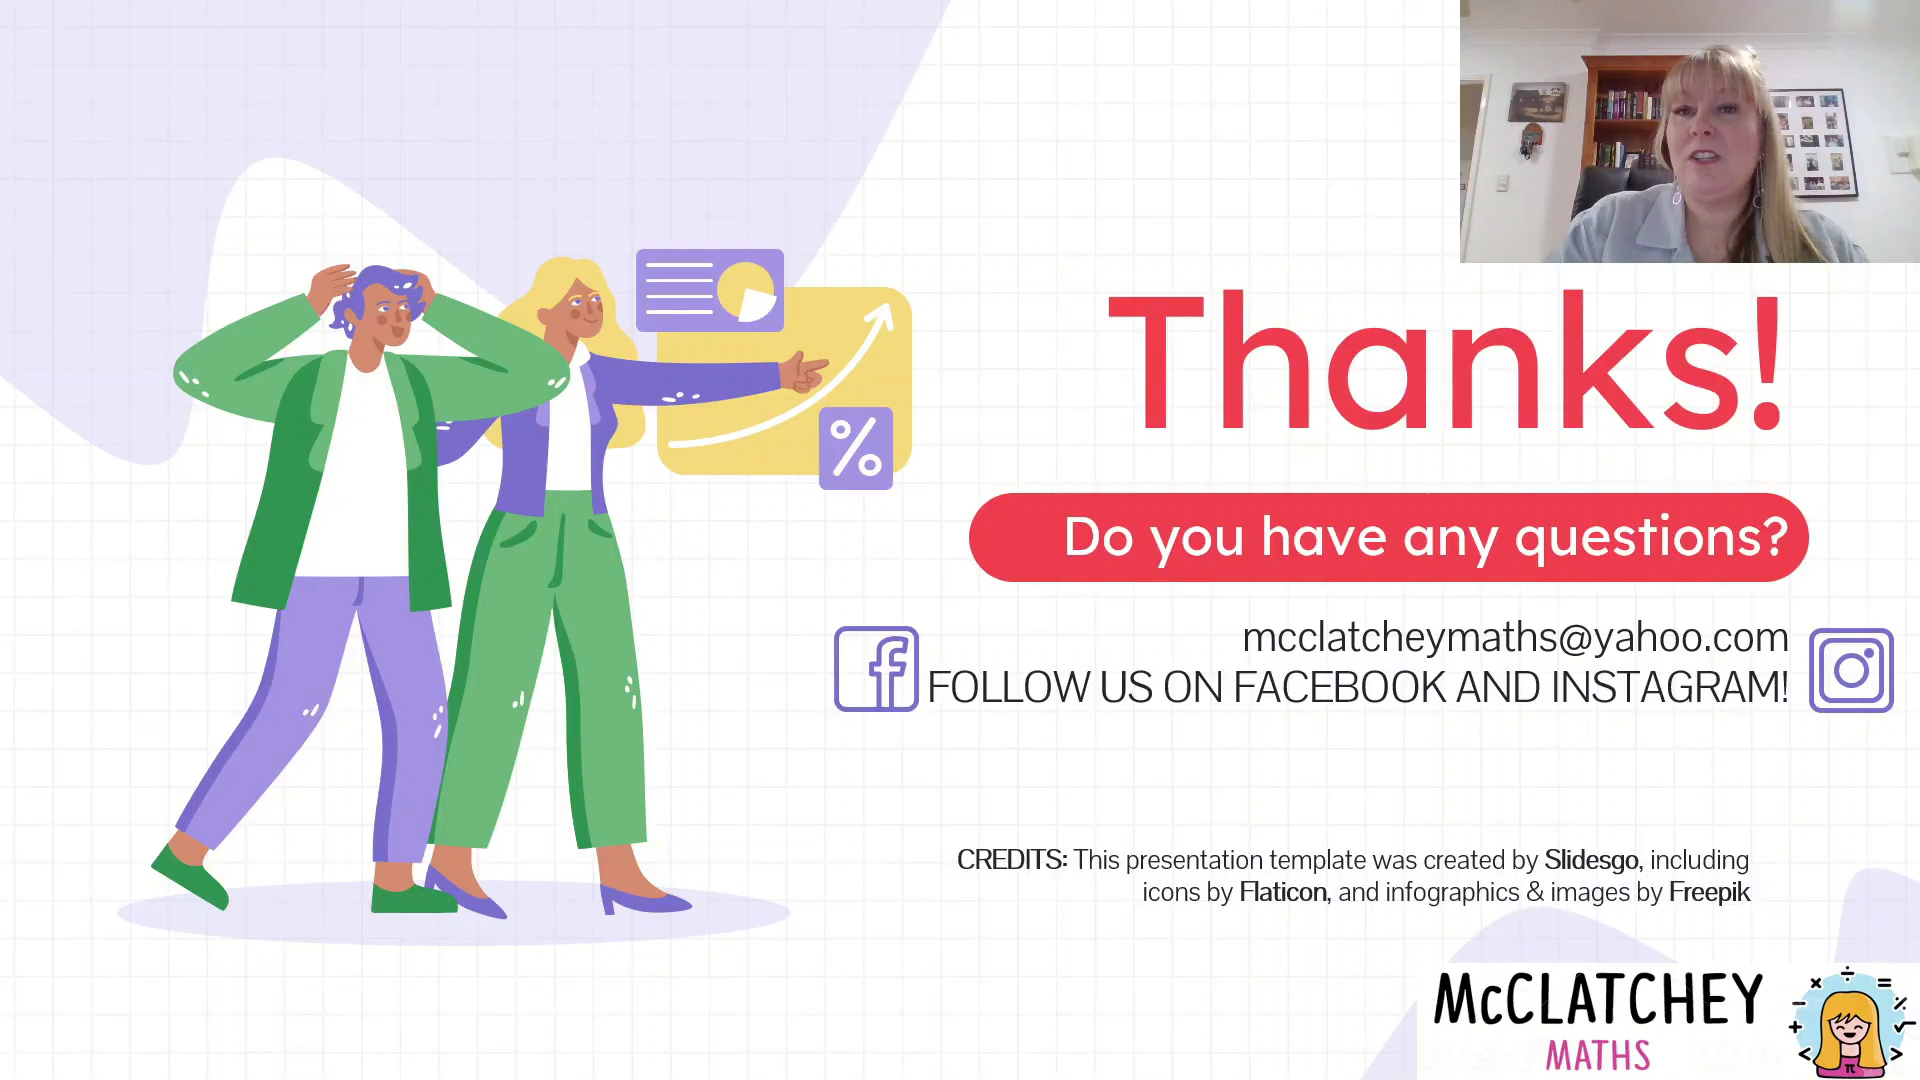 Thanks!
Do you have any questions?
mcclatcheymaths@yahoo.com
FOLLOW US ON FACEBOOK AND INSTAGRAM!
CREDITS: This presentation template was created by Slidesgo, including
icons by Flaticon, and infographics & images by Freepik
McCLATCHEY
MATHS